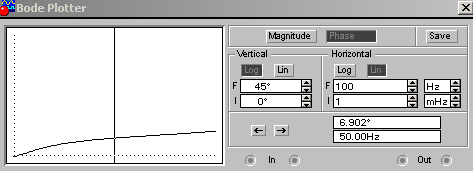 Bode Plotter
Magnitude Phase Save
Vertical Horizontal
Log Lin Log Lin
F 45° F 100 Hz
I 0° I 1 mHz
← → 6.902°
50.00Hz
In Out